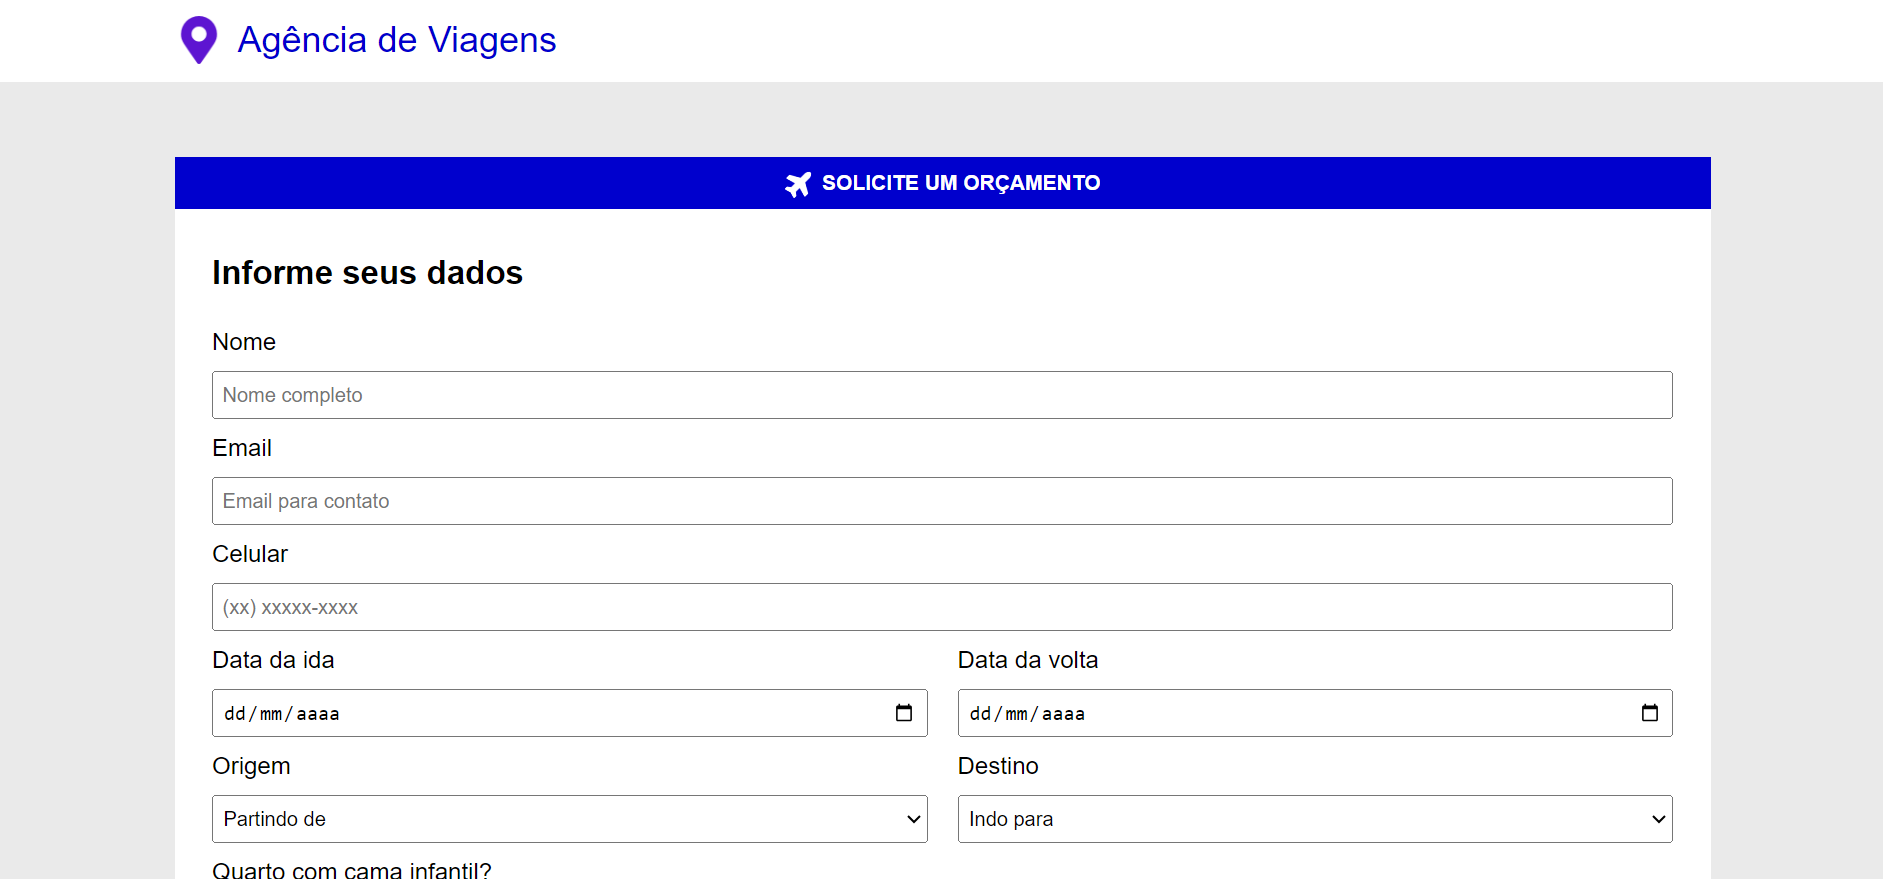 Agência de Viagens
SOLICITE UM ORÇAMENTO
Informe seus dados
Nome
Nome completo
Email
Email para contato
Celular
(xx) xxxxx-xxxx
Data da ida
Data da volta
dd/mm/aaaa
dd/mm/aaaa
Origem
Destino
Partindo de
Indo para
Quarto com cama infantil?